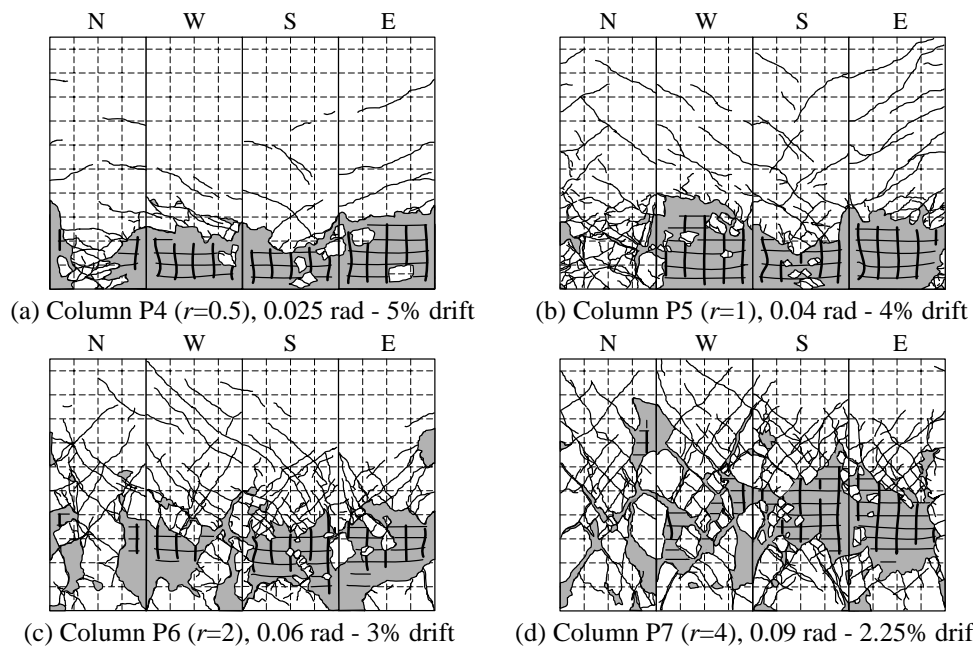 N W S E
N W S E
(a) Column P4 (r=0.5), 0.025 rad - 5% drift
(b) Column P5 (r=1), 0.04 rad - 4% drift
N W S E
N W S E
(c) Column P6 (r=2), 0.06 rad - 3% drift
(d) Column P7 (r=4), 0.09 rad - 2.25% drift